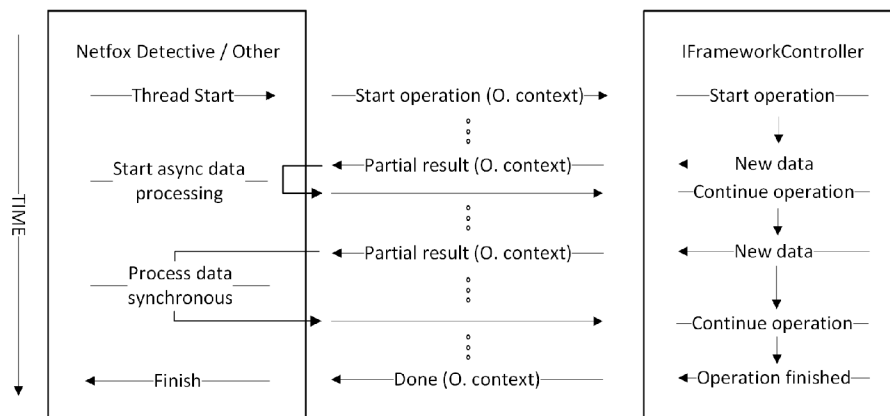 Netfox Detective / Other
IFrameworkController
Thread Start
Start operation (O. context)
Start operation
Start async data
processing
Partial result (O. context)
New data
Continue operation
TIME
Partial result (O. context)
New data
Process data
synchronous
Continue operation
Finish
Done (O. context)
Operation finished